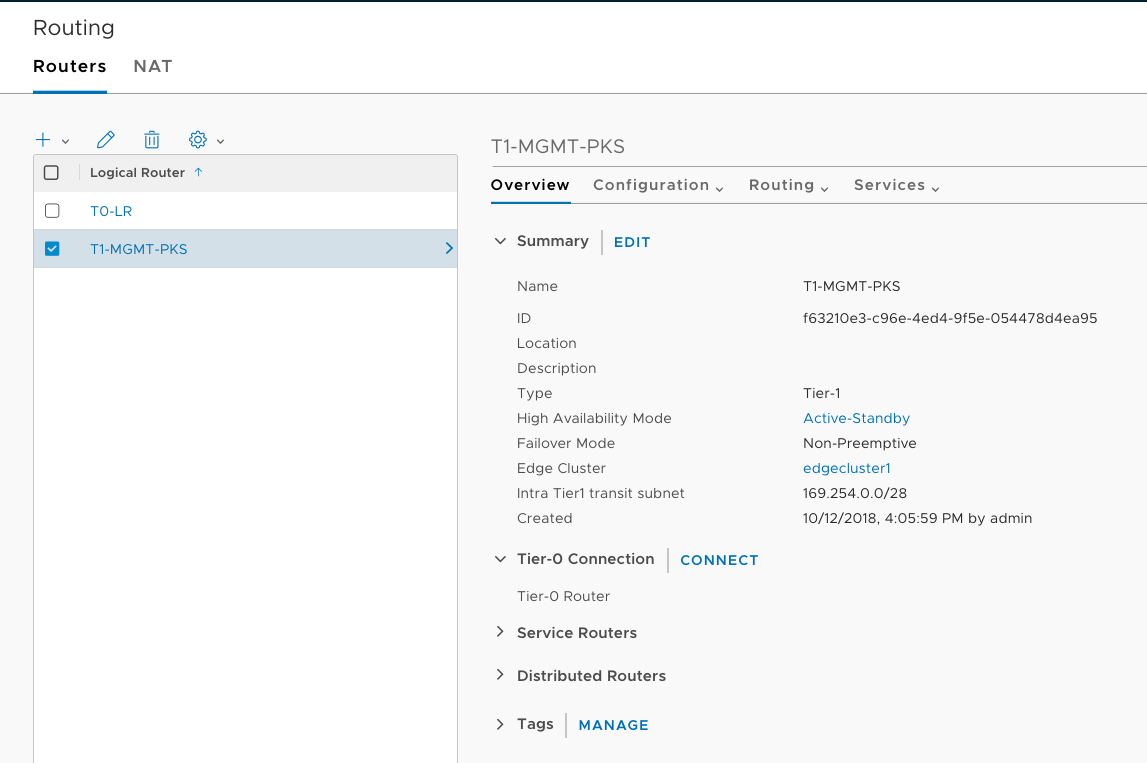 Routing
Routers NAT
Logical Router
T0-LR
T1-MGMT-PKS
T1-MGMT-PKS
Overview Configuration Routing Services
Summary EDIT
Name T1-MGMT-PKS
ID f63210e3-c96e-4ed4-9f5e-054478d4ea95
Location
Description
Type Tier-1
High Availability Mode Active-Standby
Failover Mode Non-Preemptive
Edge Cluster edgecluster1
Intra Tier1 transit subnet 169.254.0.0/28
Created 10/12/2018, 4:05:59 PM by admin
Tier-0 Connection CONNECT
Tier-0 Router
Service Routers
Distributed Routers
Tags MANAGE